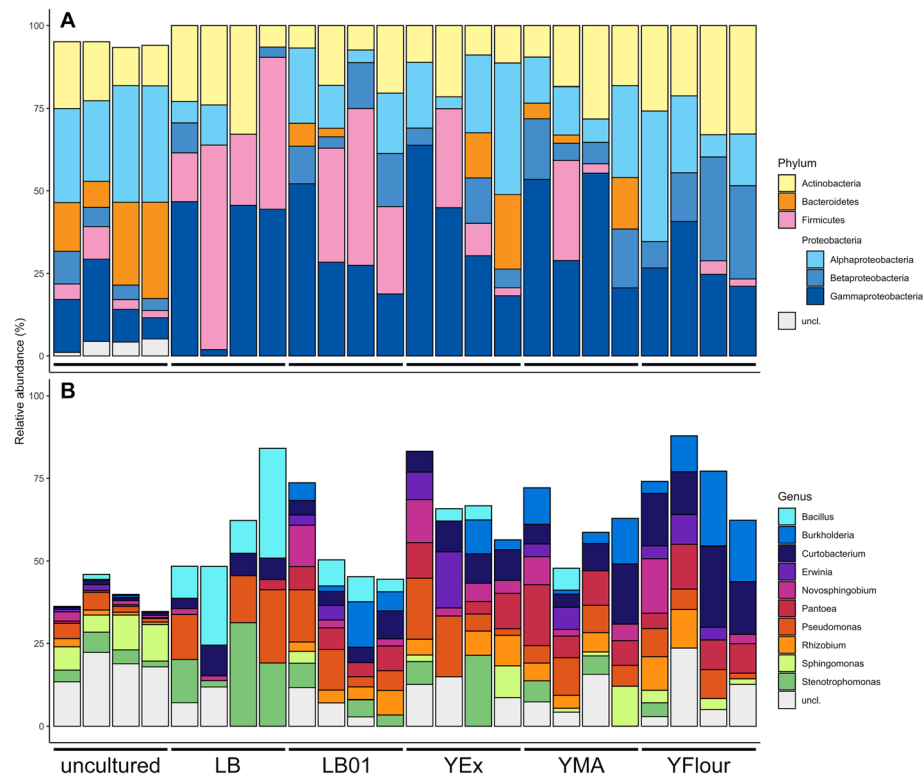 A
100
75
50
25
0
Phylum
Actinobacteria
Bacteroidetes
Firmicutes
Proteobacteria
Alphaproteobacteria
Betaproteobacteria
Gammaproteobacteria
uncl.
Relative abundance (%)
B
100
75
50
25
0
Genus
Bacillus
Burkholderia
Curtobacterium
Erwinia
Novosphingobium
Pantoea
Pseudomonas
Rhizobium
Sphingomonas
Stenotrophomonas
uncl.
uncultured LB LB01 YEx YMA YFlour